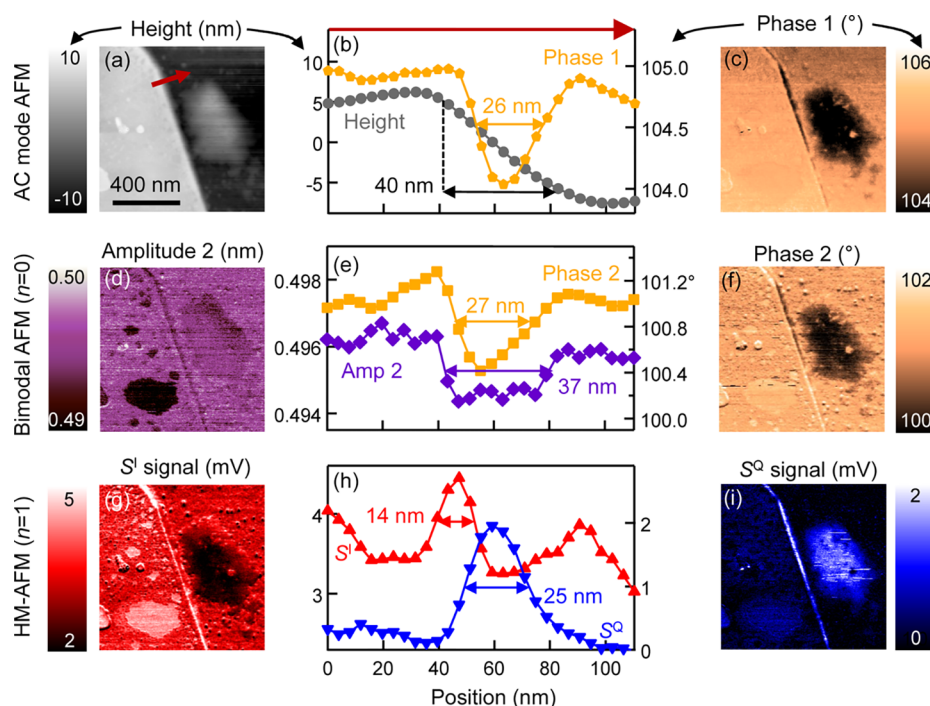 Height (nm)
Phase 1 (°)
AC mode AFM
10
-10
(a)
400 nm
(b)
Phase 1
Height
26 nm
40 nm
10
5
0
-5
105.0
104.5
104.0
(c)
106
104
Bimodal AFM (n=0)
Amplitude 2 (nm)
0.50
0.49
(d)
(e)
Phase 2
27 nm
Amp 2
37 nm
0.498
0.496
0.494
101.2°
100.8
100.4
100.0
Phase 2 (°)
(f)
102
100
HM-AFM (n=1)
S^I signal (mV)
5
2
(g)
(h)
14 nm
S^I
25 nm
S^Q
4
3
2
1
0
0 20 40 60 80 100
Position (nm)
S^Q signal (mV)
(i)
2
0